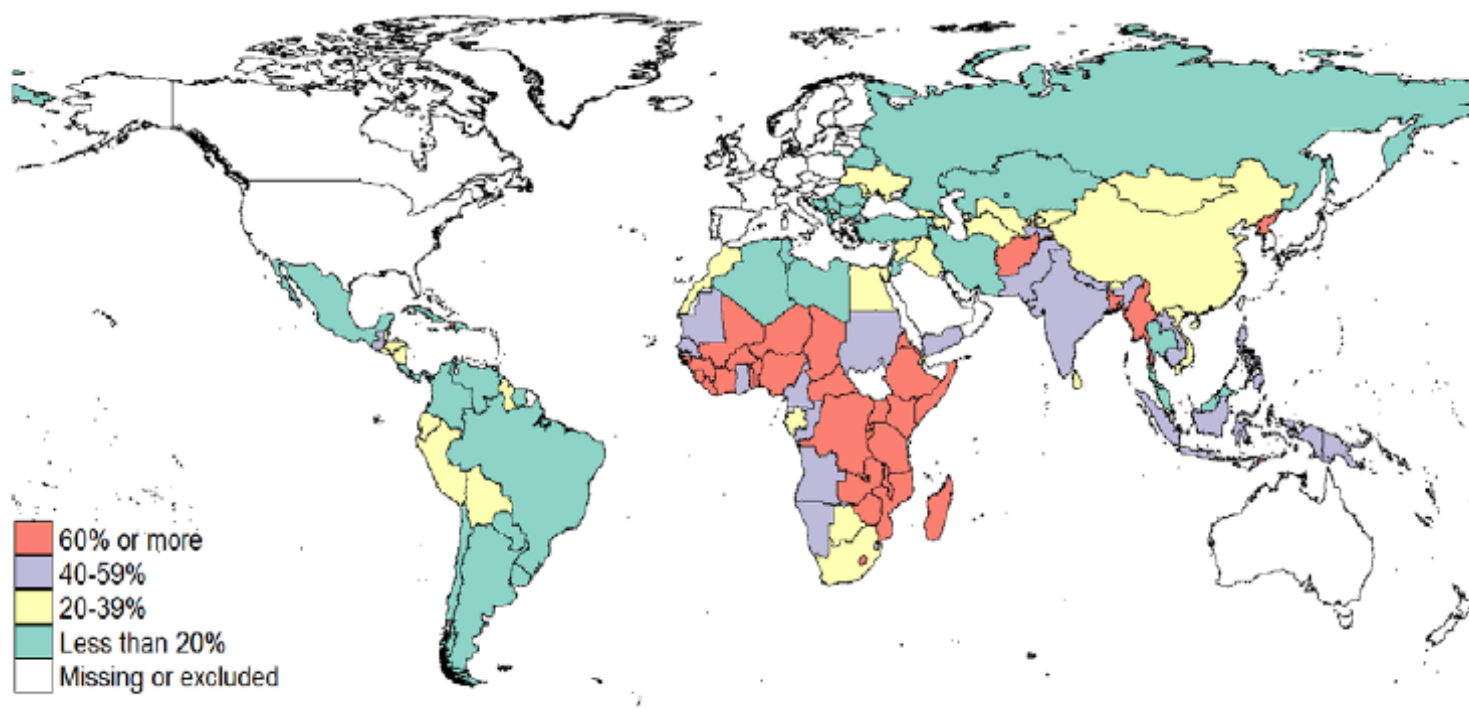 60% or more
40-59%
20-39%
Less than 20%
Missing or excluded